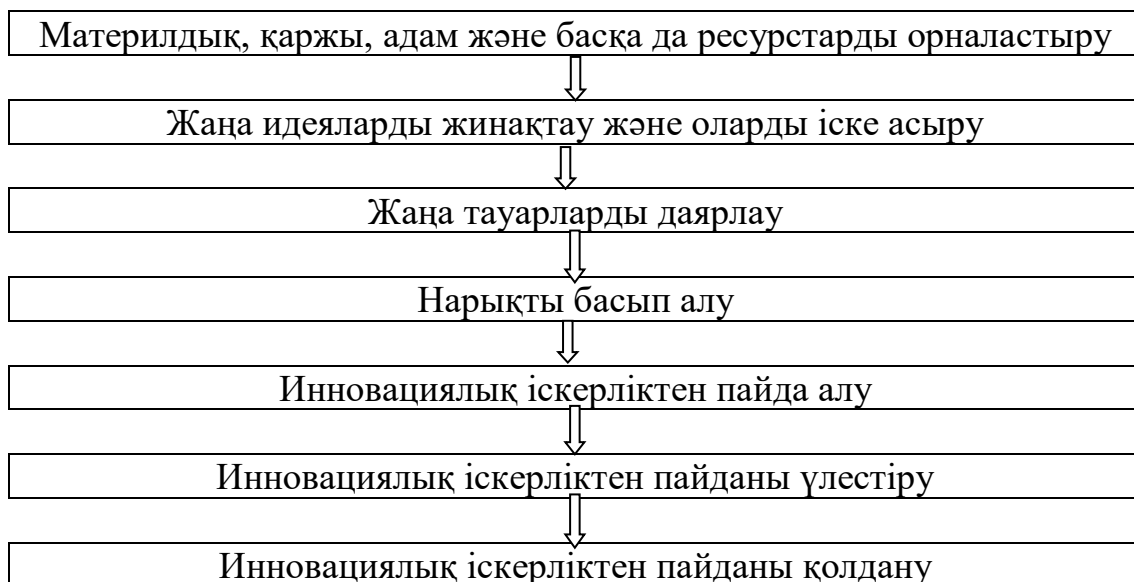 Материлдық, қаржы, адам және басқа да ресурстарды орналастыру
Жаңа идеяларды жинақтау және оларды іске асыру
Жаңа тауарларды даярлау
Нарықты басып алу
Инновациялық іскерліктен пайда алу
Инновациялық іскерліктен пайданы үлестіру
Инновациялық іскерліктен пайданы қолдану